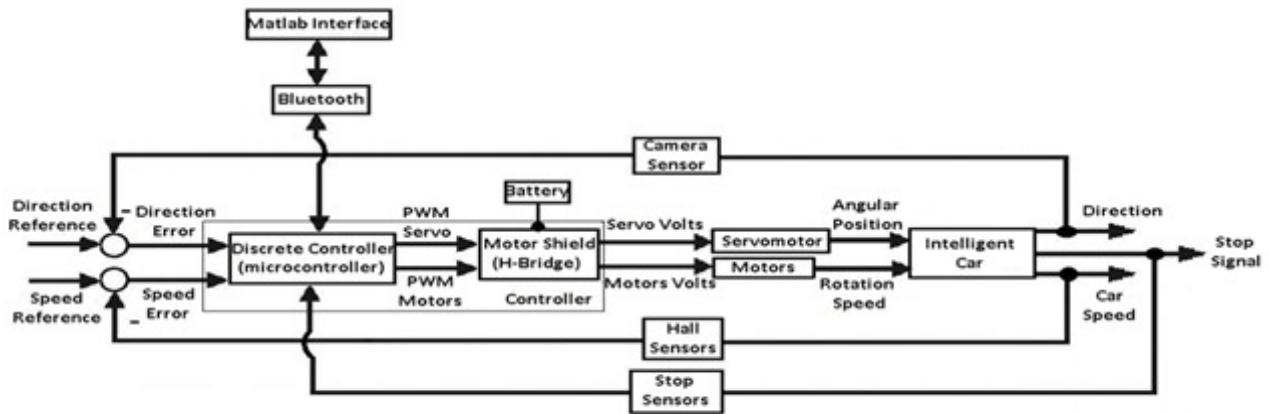 Matlab Interface
Bluetooth
Camera
Sensor
Battery
Direction
Reference
–
Direction
Error
PWM
Servo
Servo Volts
Angular
Position
Direction
Discrete Controller
(microcontroller)
Motor Shield
(H-Bridge)
Servomotor
Intelligent
Car
Stop
Signal
Speed
Reference
–
Speed
Error
PWM
Motors
Controller
Motors Volts
Motors
Rotation
Speed
Car
Speed
Hall
Sensors
Stop
Sensors